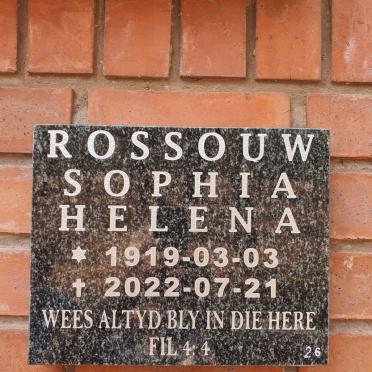 ROSSOUW
SOPHIA
HELENA
✡ 1919-03-03
✝ 2022-07-21
WEES ALTYD BLY IN DIE HERE
FIL 4: 4
26